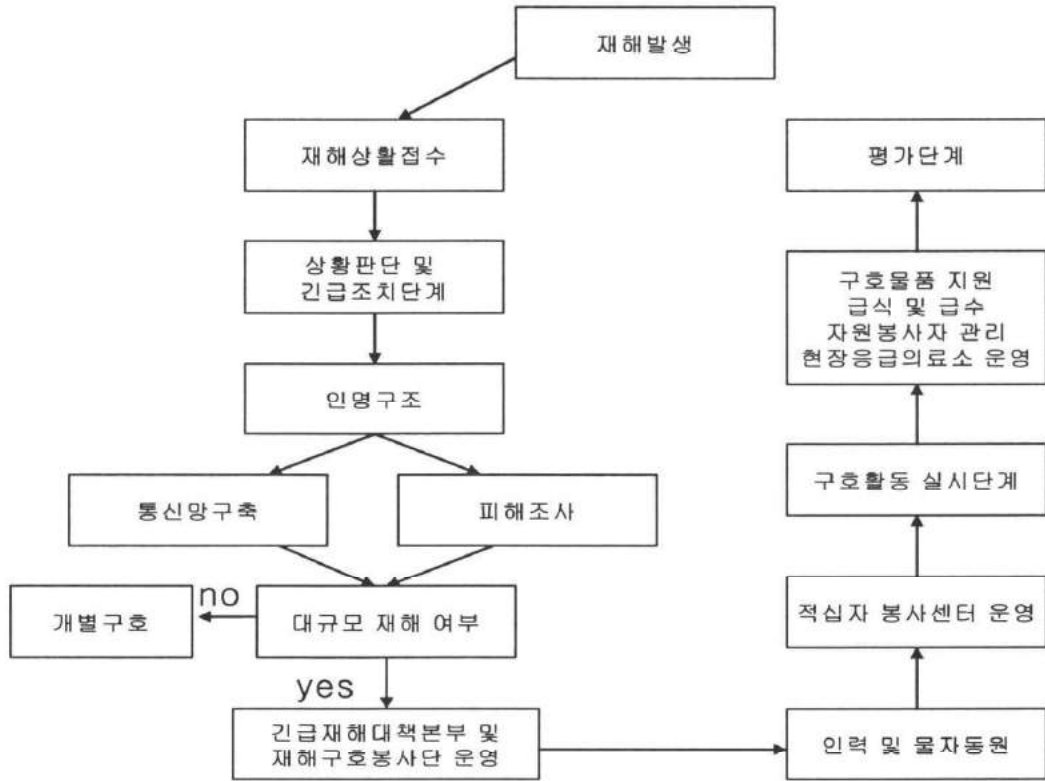 재해발생
재해상활접수
상황판단 및
긴급조치단계
인명구조
통신망구축
피해조사
대규모 재해 여부
no
개별구호
yes
긴급재해대책본부 및
재해구호봉사단 운영
인력 및 물자동원
적십자 봉사센터 운영
구호활동 실시단계
구호물품 지원
급식 및 급수
자원봉사자 관리
현장응급의료소 운영
평가단계